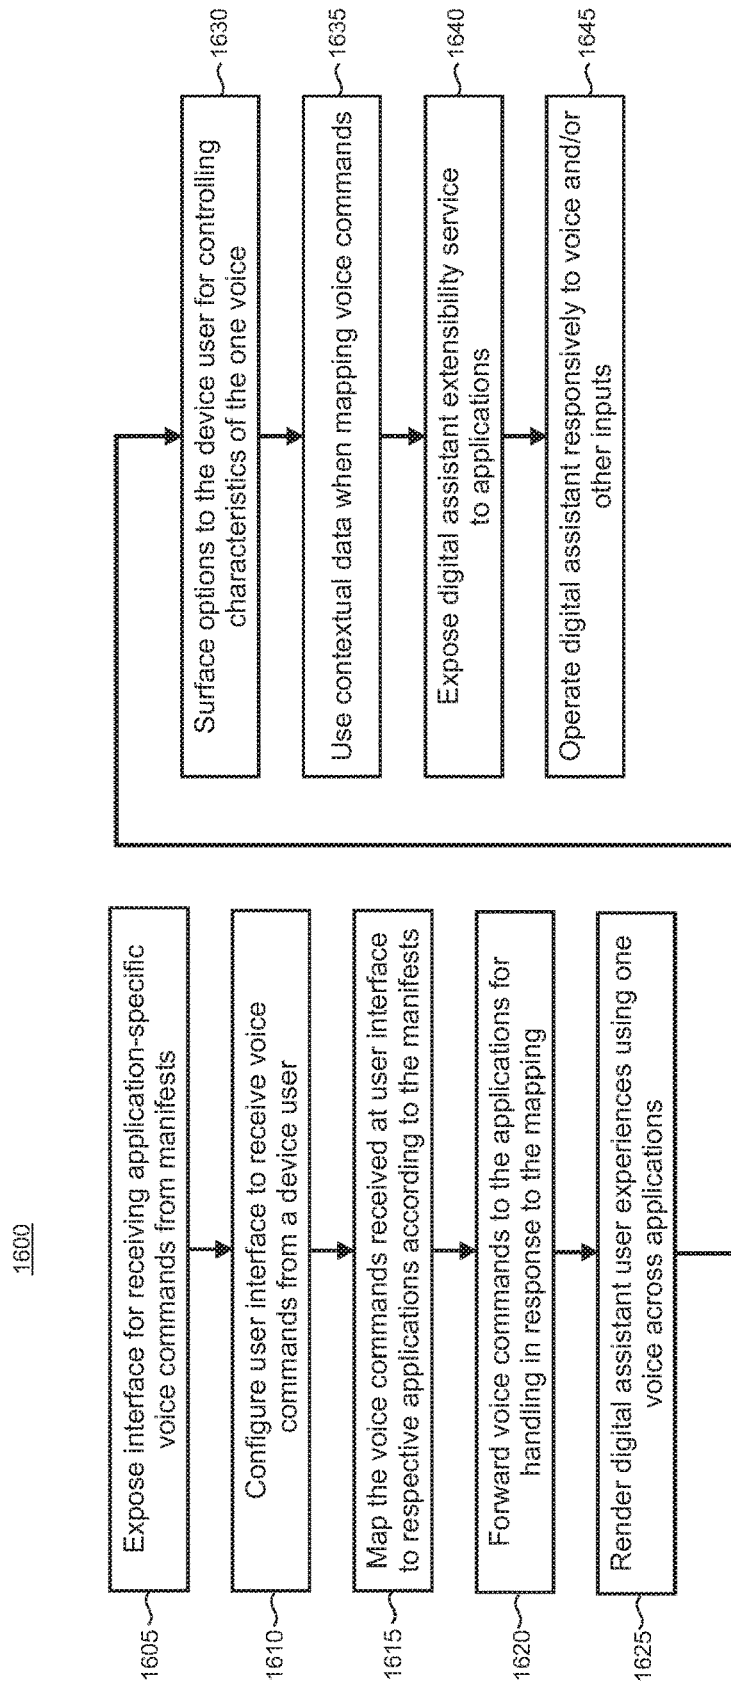 1600
1605
Expose interface for receiving application-specific
voice commands from manifests
1610
Configure user interface to receive voice
commands from a device user
1615
Map the voice commands received at user interface
to respective applications according to the manifests
1620
Forward voice commands to the applications for
handling in response to the mapping
1625
Render digital assistant user experiences using one
voice across applications
1630
Surface options to the device user for controlling
characteristics of the one voice
1635
Use contextual data when mapping voice commands
1640
Expose digital assistant extensibility service
to applications
1645
Operate digital assistant responsively to voice and/or
other inputs